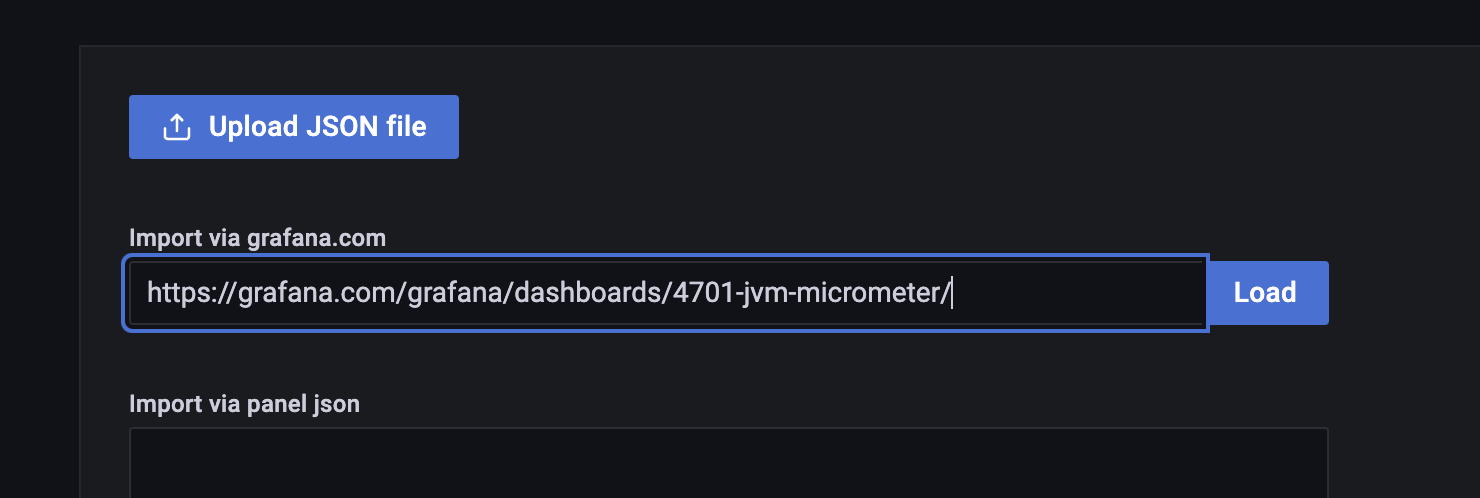 Upload JSON file
Import via grafana.com
https://grafana.com/grafana/dashboards/4701-jvm-micrometer/
Load
Import via panel json